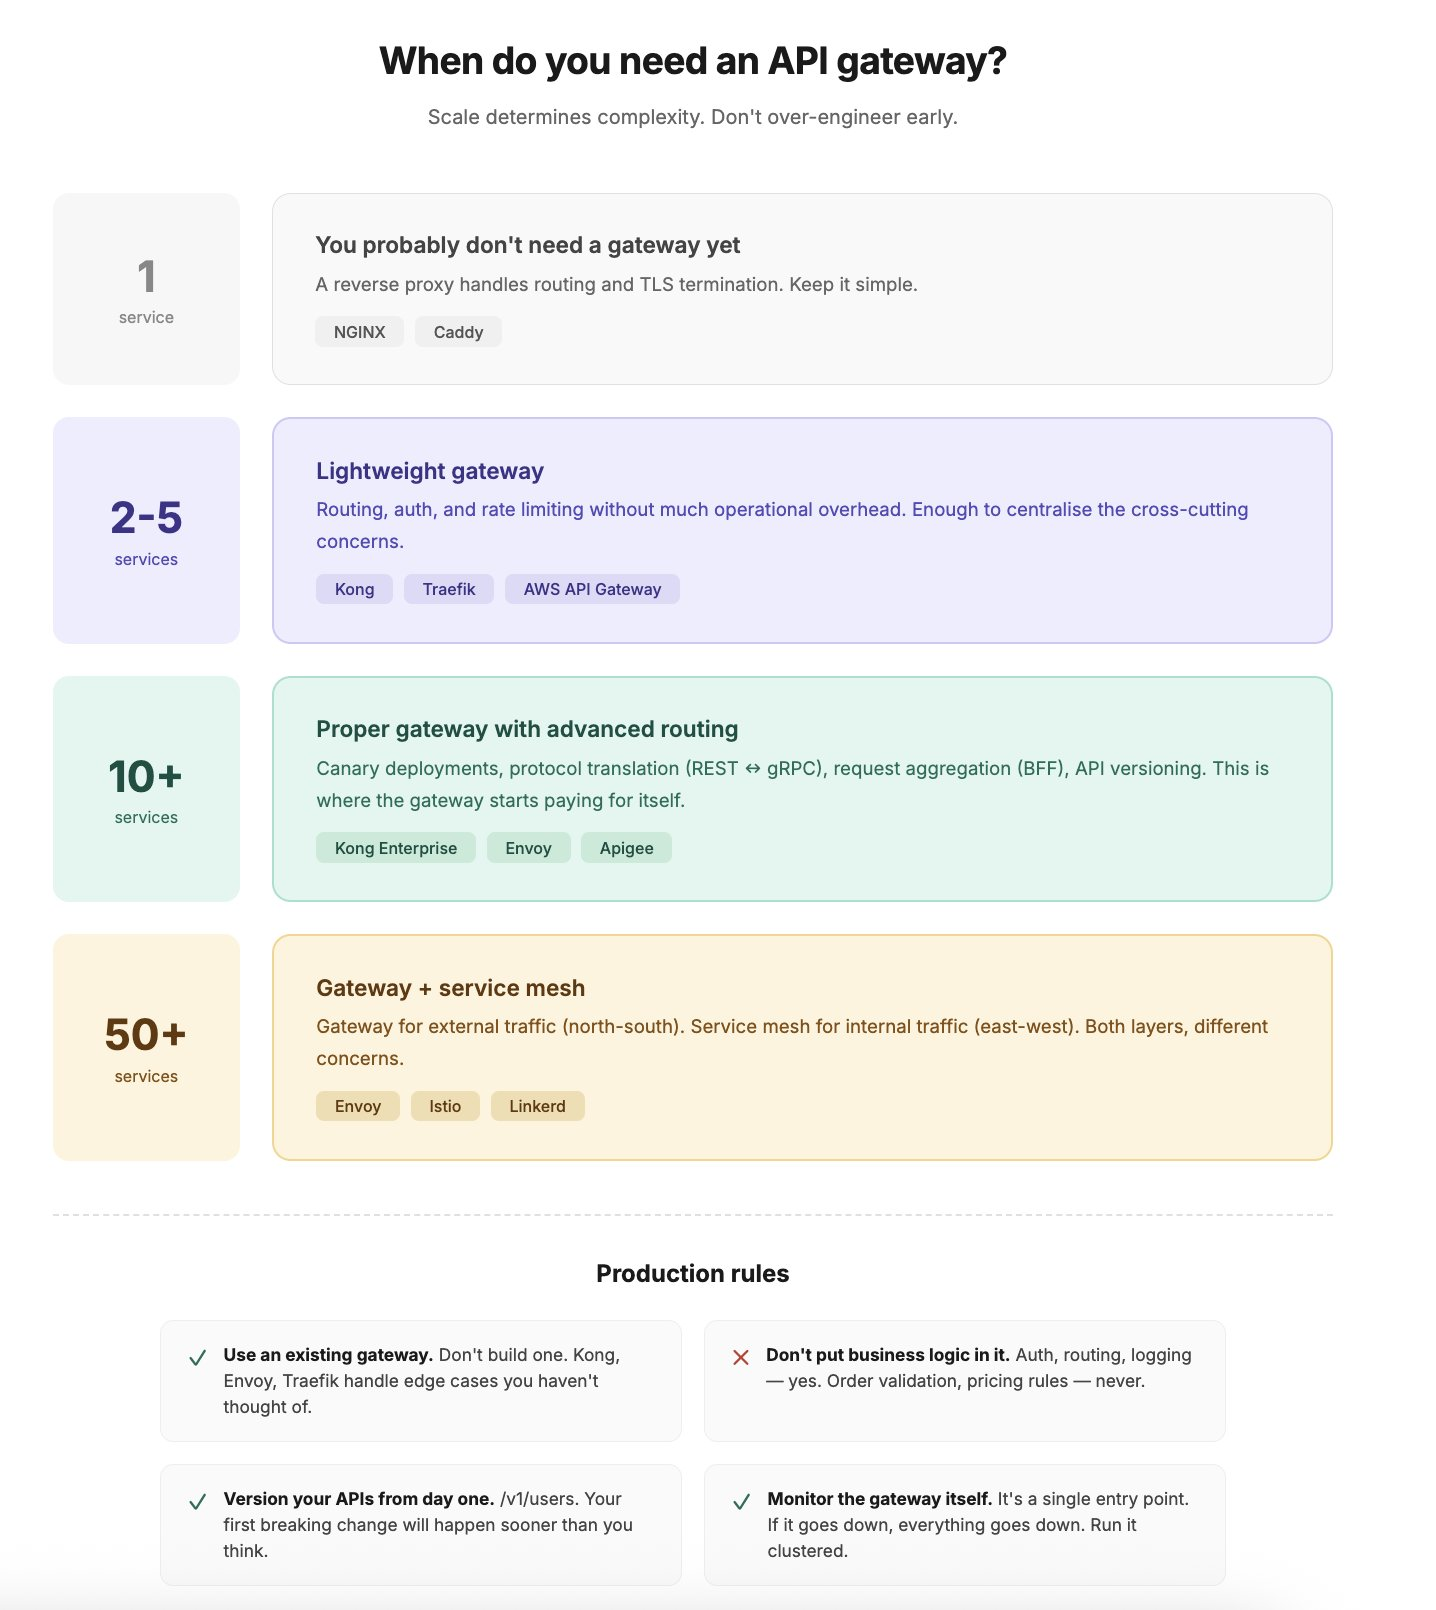 When do you need an API gateway?
Scale determines complexity. Don't over-engineer early.
1
service
You probably don't need a gateway yet
A reverse proxy handles routing and TLS termination. Keep it simple.
NGINX
Caddy
2-5
services
Lightweight gateway
Routing, auth, and rate limiting without much operational overhead. Enough to centralise the cross-cutting
concerns.
Kong
Traefik
AWS API Gateway
10+
services
Proper gateway with advanced routing
Canary deployments, protocol translation (REST ↔ gRPC), request aggregation (BFF), API versioning. This is
where the gateway starts paying for itself.
Kong Enterprise
Envoy
Apigee
50+
services
Gateway + service mesh
Gateway for external traffic (north-south). Service mesh for internal traffic (east-west). Both layers, different
concerns.
Envoy
Istio
Linkerd
Production rules
Use an existing gateway. Don't build one. Kong,
Envoy, Traefik handle edge cases you haven't
thought of.
Don't put business logic in it. Auth, routing, logging
— yes. Order validation, pricing rules — never.
Version your APIs from day one. /v1/users. Your
first breaking change will happen sooner than you
think.
Monitor the gateway itself. It's a single entry point.
If it goes down, everything goes down. Run it
clustered.